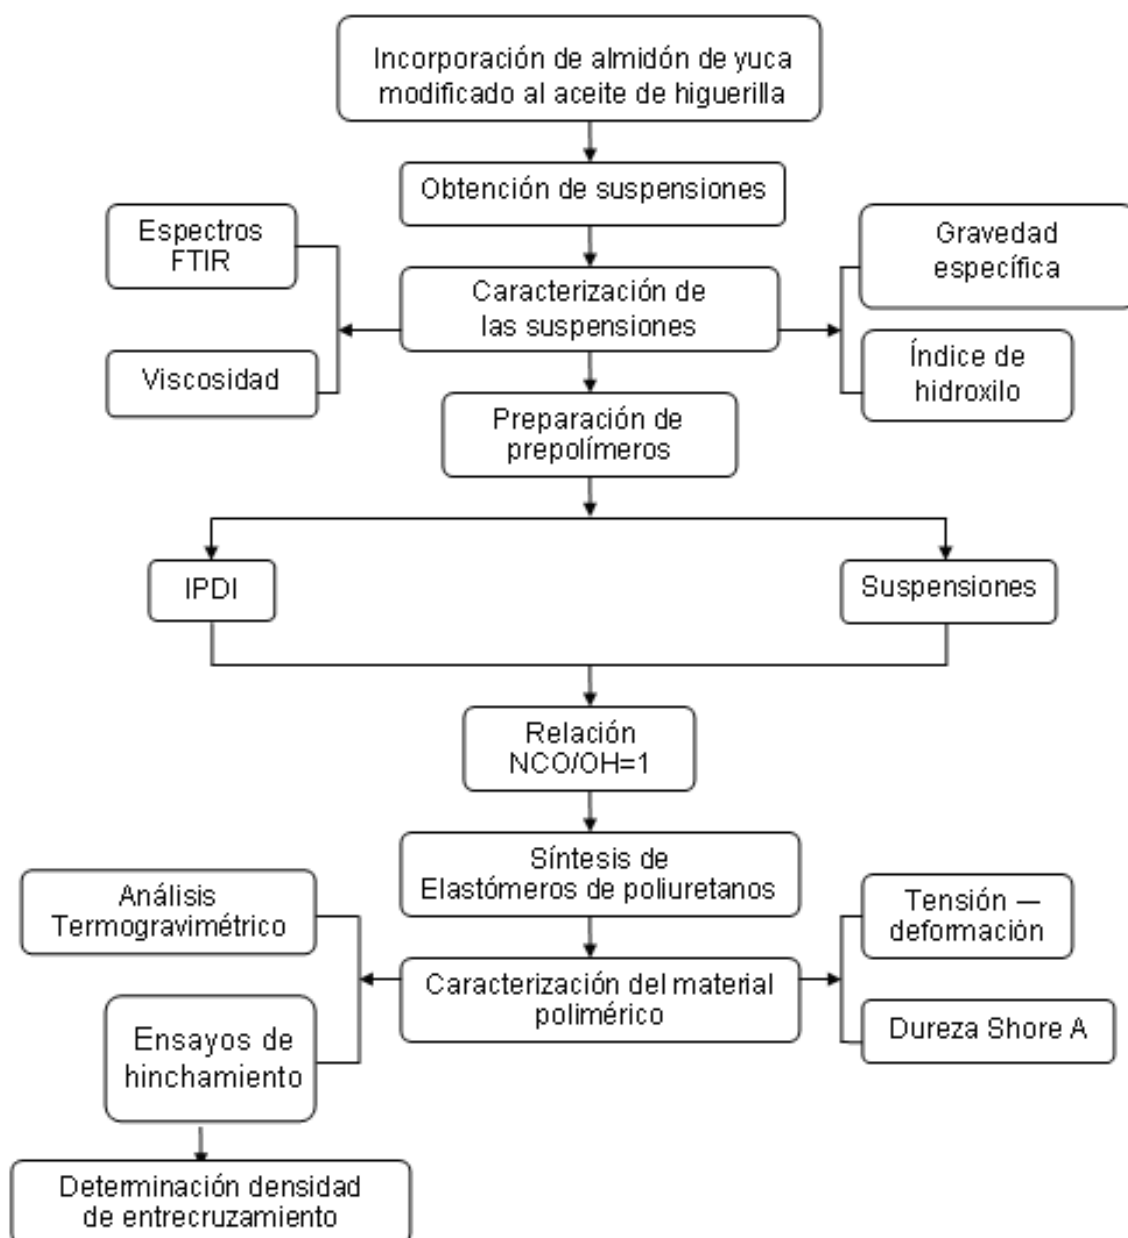 Incorporación de almidón de yuca
modificado al aceite de higuerilla
Obtención de suspensiones
Espectros
FTIR
Gravedad
específica
Caracterización de
las suspensiones
Viscosidad
Índice de
hidroxilo
Preparación de
prepolímeros
IPDI
Suspensiones
Relación
NCO/OH=1
Síntesis de
Elastómeros de poliuretanos
Análisis
Termogravimétrico
Tensión —
deformación
Caracterización del material
polimérico
Ensayos de
hinchamiento
Dureza Shore A
Determinación densidad
de entrecruzamiento